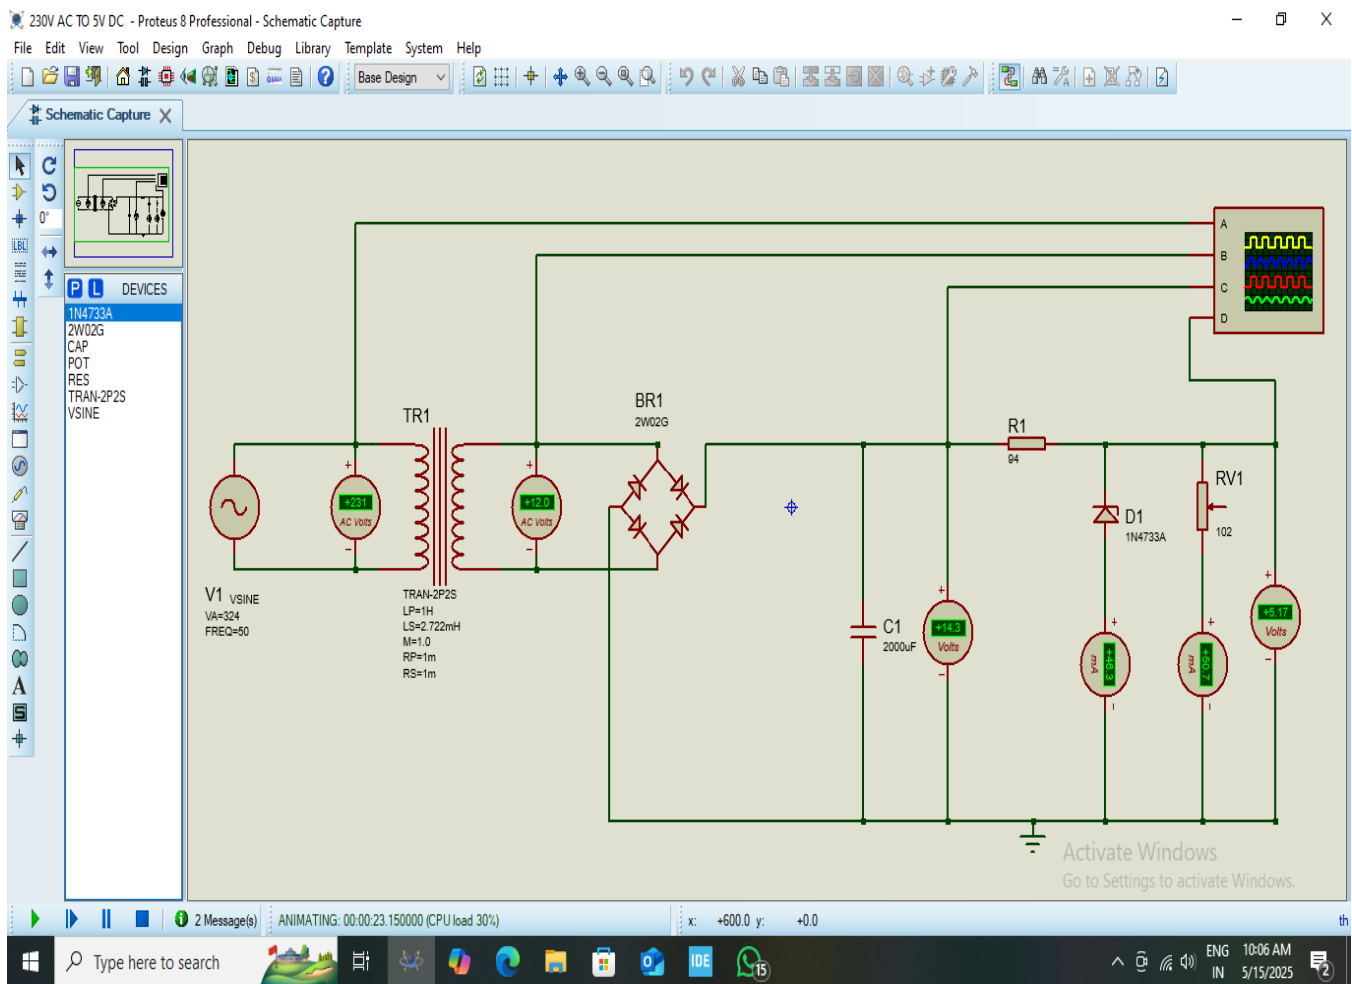 230V AC TO 5V DC - Proteus 8 Professional - Schematic Capture
File Edit View Tool Design Graph Debug Library Template System Help
Base Design
Schematic Capture
0°
LBL
P L DEVICES
1N4733A
2W02G
CAP
POT
RES
TRAN-2P2S
VSINE
A
B
C
D
TR1
BR1
2W02G
R1
94
+231
AC Volts
+12.0
AC Volts
V1 VSINE
VA=324
FREQ=50
TRAN-2P2S
LP=1H
LS=2.722mH
M=1.0
RP=1m
RS=1m
C1
2000uF
+14.3
Volts
D1
1N4733A
RV1
102
+46.3
mA
+50.7
mA
+5.17
Volts
A
S
Activate Windows
Go to Settings to activate Windows.
2 Message(s)
ANIMATING: 00:00:23.150000 (CPU load 30%)
x: +600.0 y: +0.0
th
Type here to search
IDE
15
ENG
IN
10:06 AM
5/15/2025
2